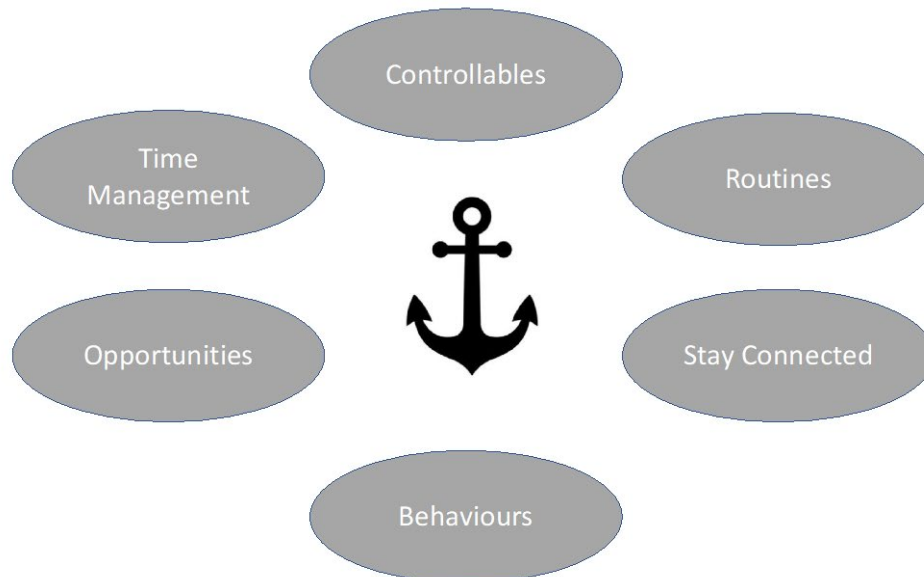 Controllables
Time
Management
Routines
Opportunities
Stay Connected
Behaviours